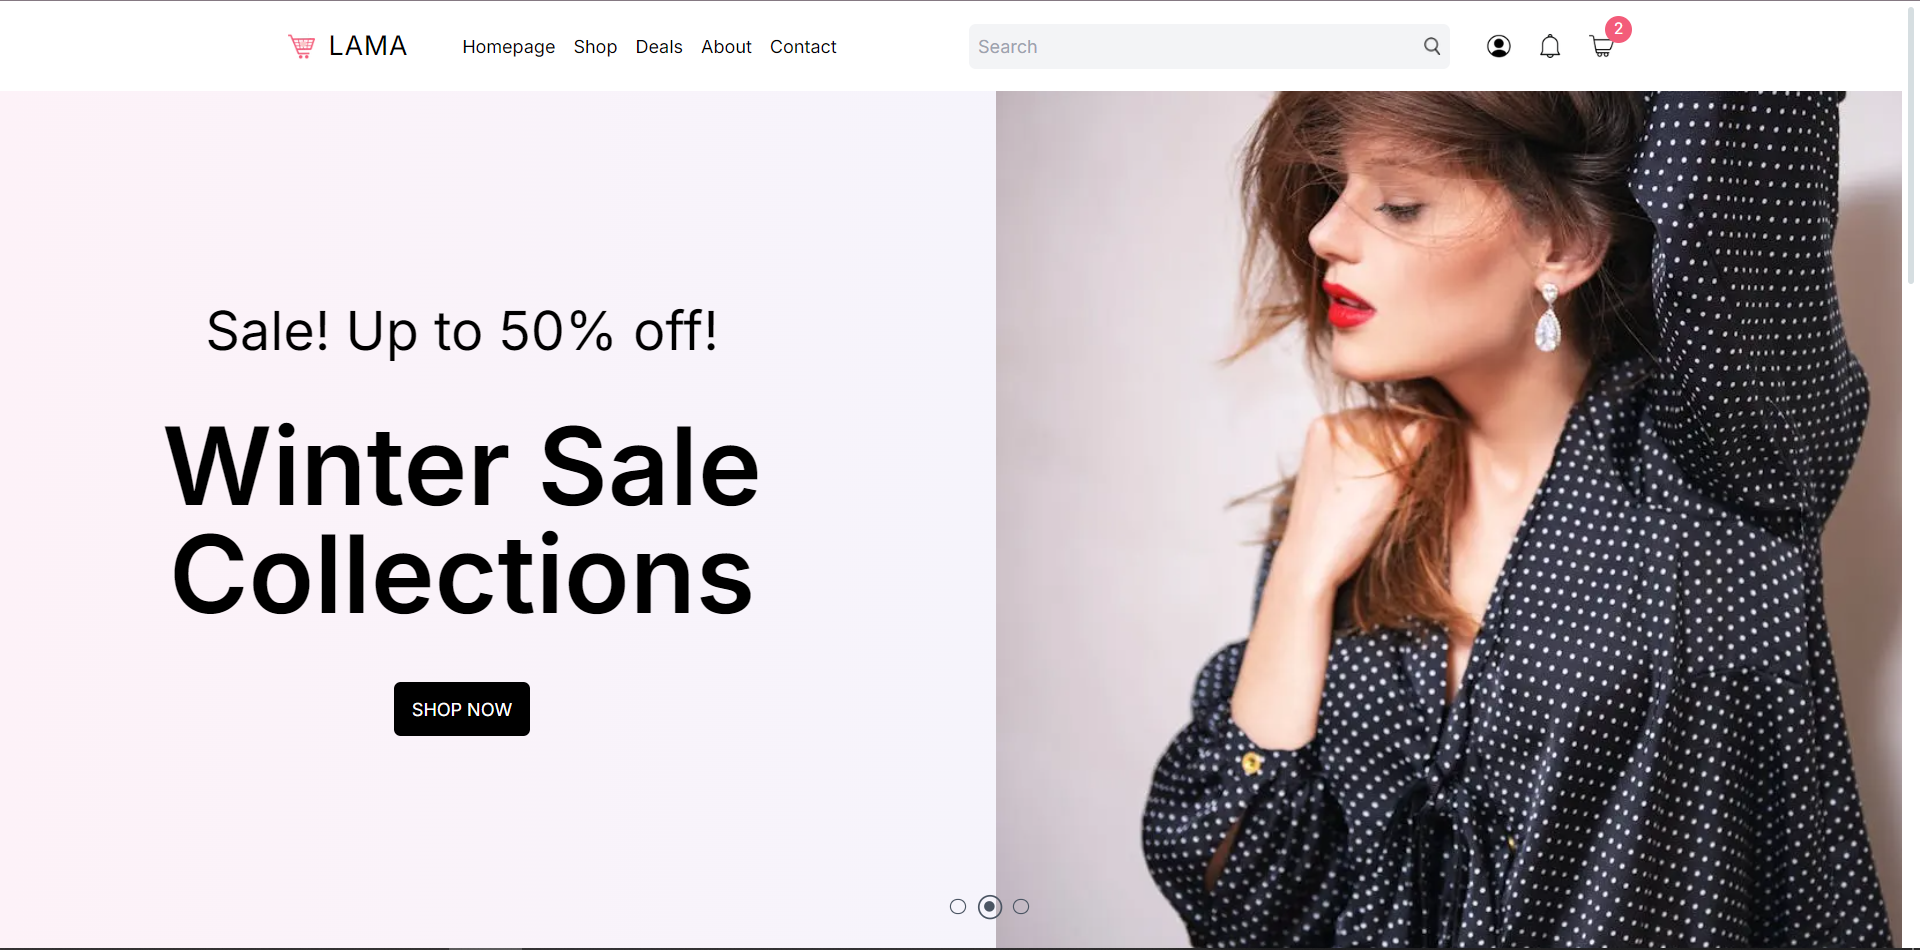 LAMA
Homepage Shop Deals About Contact
Search
2
Sale! Up to 50% off!
Winter Sale
Collections
SHOP NOW